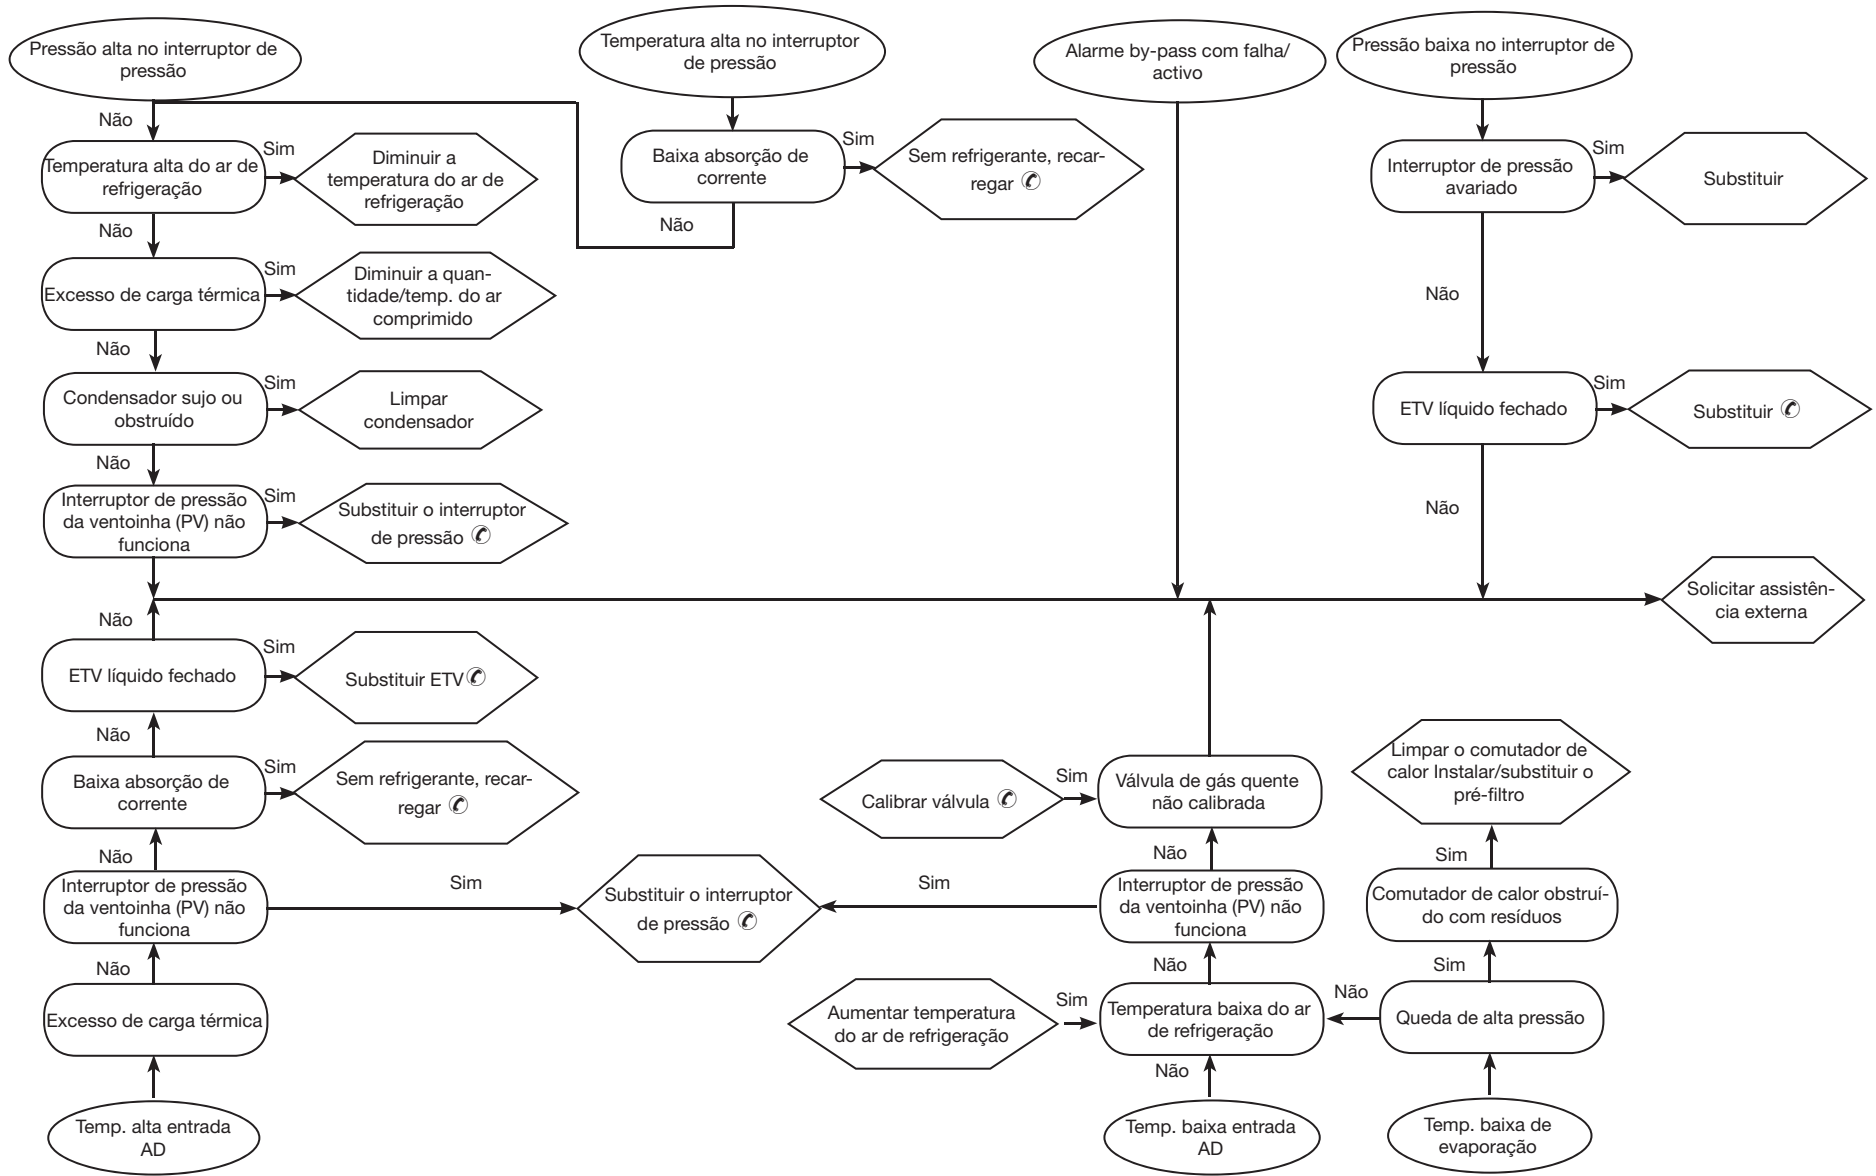 Pressão alta no interruptor de
pressão
Temperatura alta no interruptor
de pressão
Alarme by-pass com falha/
activo
Pressão baixa no interruptor de
pressão
Não
Temperatura alta do ar de
refrigeração
Sim
Diminuir a
temperatura do ar de
refrigeração
Baixa absorção de
corrente
Sim
Sem refrigerante, recar-
regar ✆
Não
Interruptor de pressão
avariado
Sim
Substituir
Não
Excesso de carga térmica
Sim
Diminuir a quan-
tidade/temp. do ar
comprimido
Não
Não
Condensador sujo ou
obstruído
Sim
Limpar
condensador
ETV líquido fechado
Sim
Substituir ✆
Não
Interruptor de pressão
da ventoinha (PV) não
funciona
Sim
Substituir o interruptor
de pressão ✆
Não
Solicitar assistên-
cia externa
Não
ETV líquido fechado
Sim
Substituir ETV ✆
Não
Baixa absorção de
corrente
Sim
Sem refrigerante, recar-
regar ✆
Calibrar válvula ✆
Sim
Válvula de gás quente
não calibrada
Limpar o comutador de
calor Instalar/substituir o
pré-filtro
Não
Interruptor de pressão
da ventoinha (PV) não
funciona
Sim
Substituir o interruptor
de pressão ✆
Sim
Não
Interruptor de pressão
da ventoinha (PV) não
funciona
Sim
Comutador de calor obstruí-
do com resíduos
Não
Excesso de carga térmica
Aumentar temperatura
do ar de refrigeração
Sim
Não
Temperatura baixa do ar
de refrigeração
Não
Sim
Queda de alta pressão
Não
Temp. alta entrada
AD
Temp. baixa entrada
AD
Temp. baixa de
evaporação